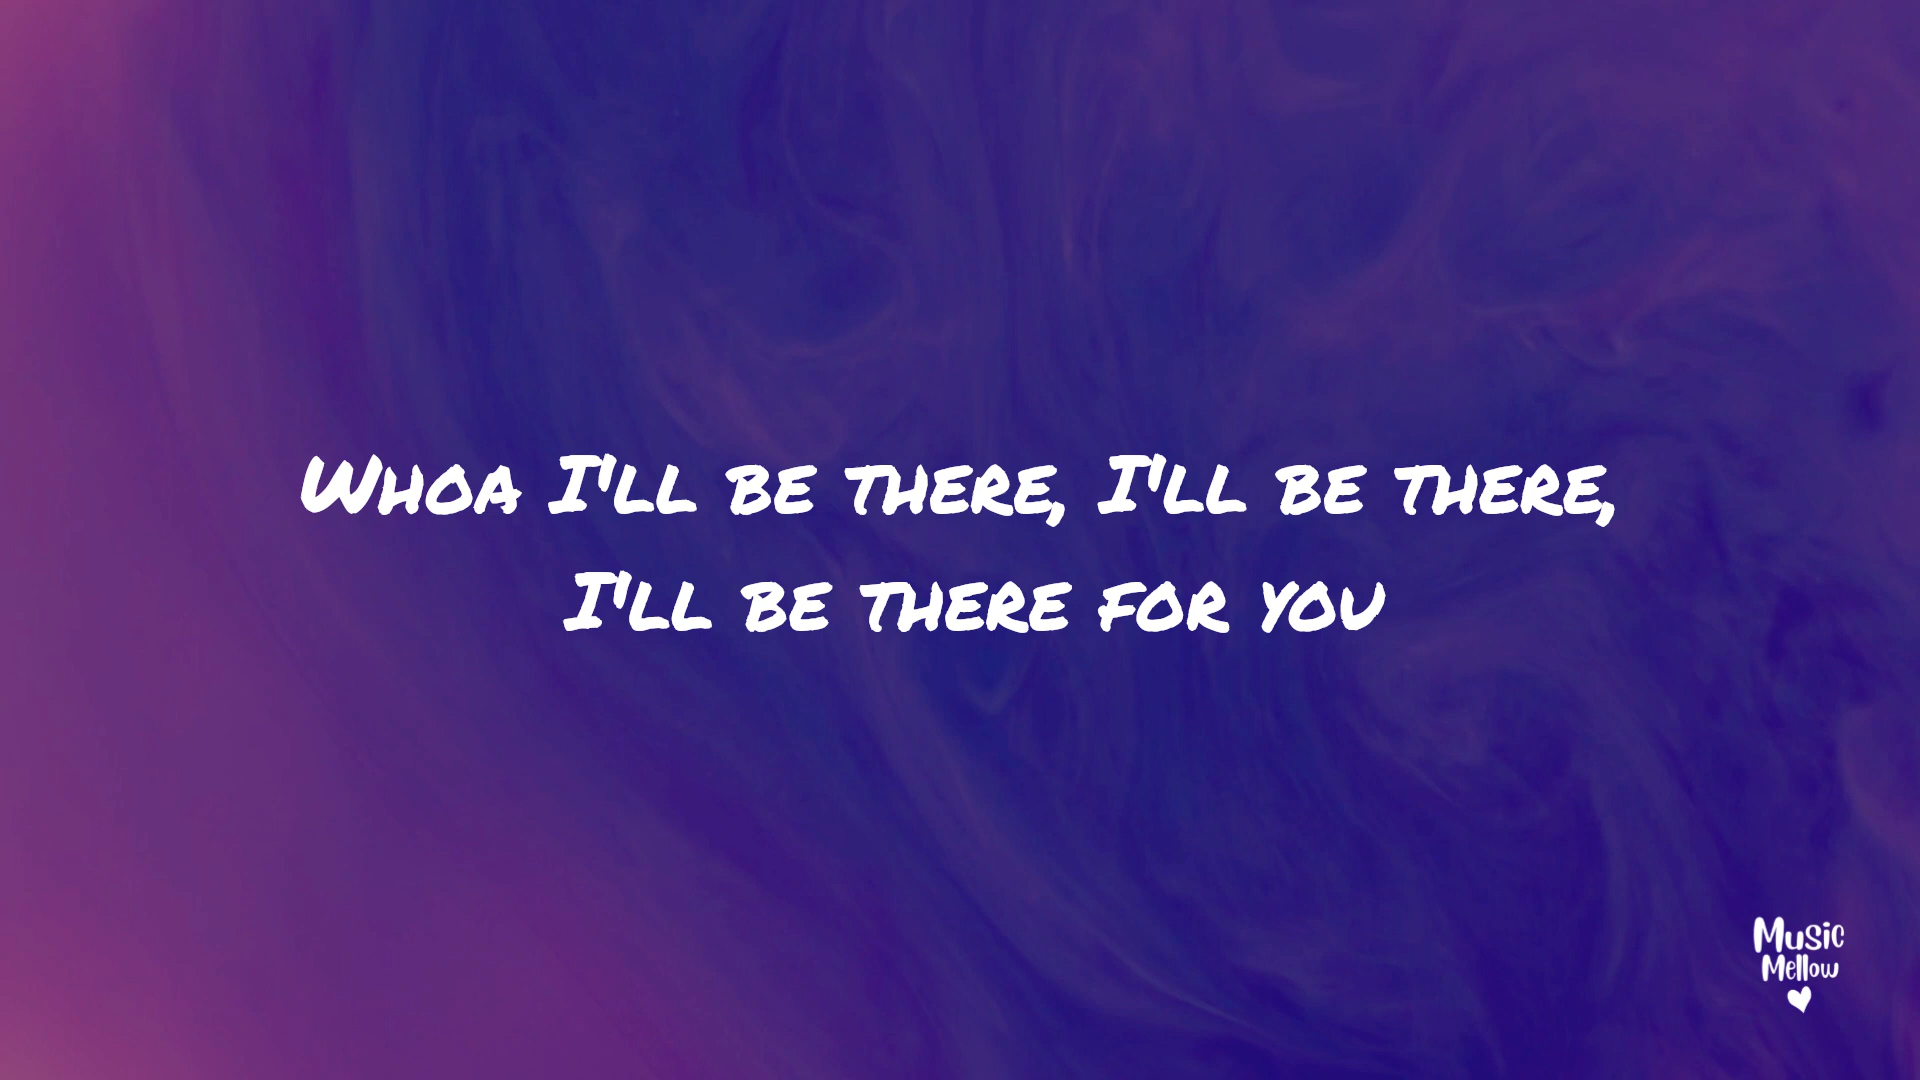 Whoa I'll be there, I'll be there,
I'll be there for you
Music
Mellow